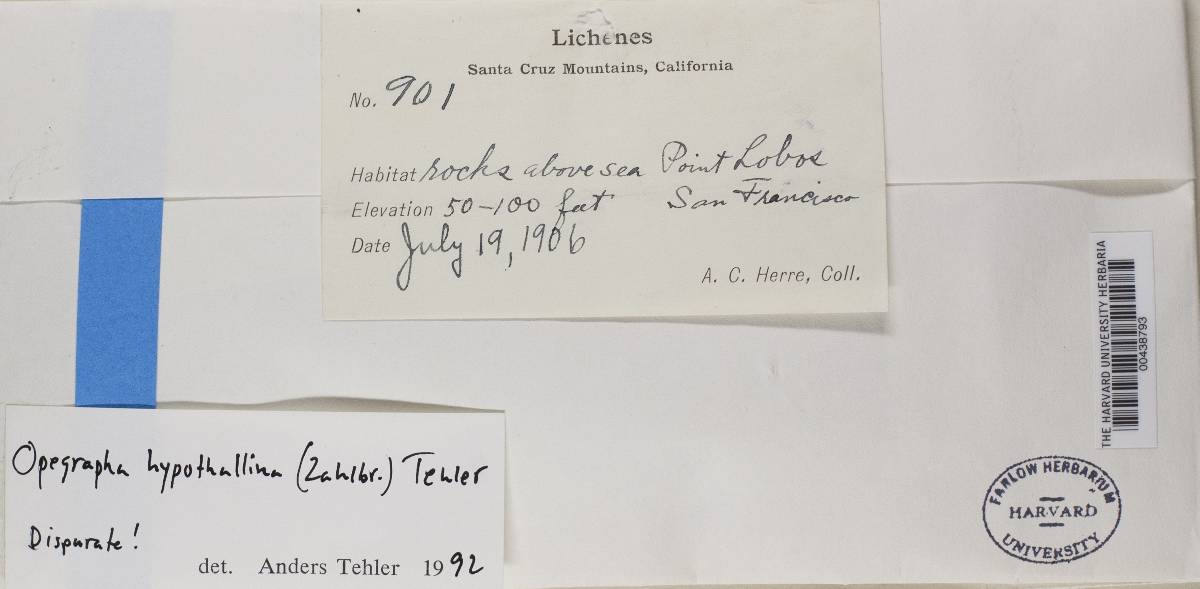 Lichenes
Santa Cruz Mountains, California
No. 901
Habitat rocks above sea Point Lobos
Elevation 50-100 feet San Francisco
Date July 19, 1906
A. C. Herre, Coll.
THE HARVARD UNIVERSITY HERBARIA
00438793
Opegrapha hypothallina (Zahlbr.) Tehler
Disparate!
det. Anders Tehler 1992
FARLOW HERBARIUM
HARVARD
UNIVERSITY